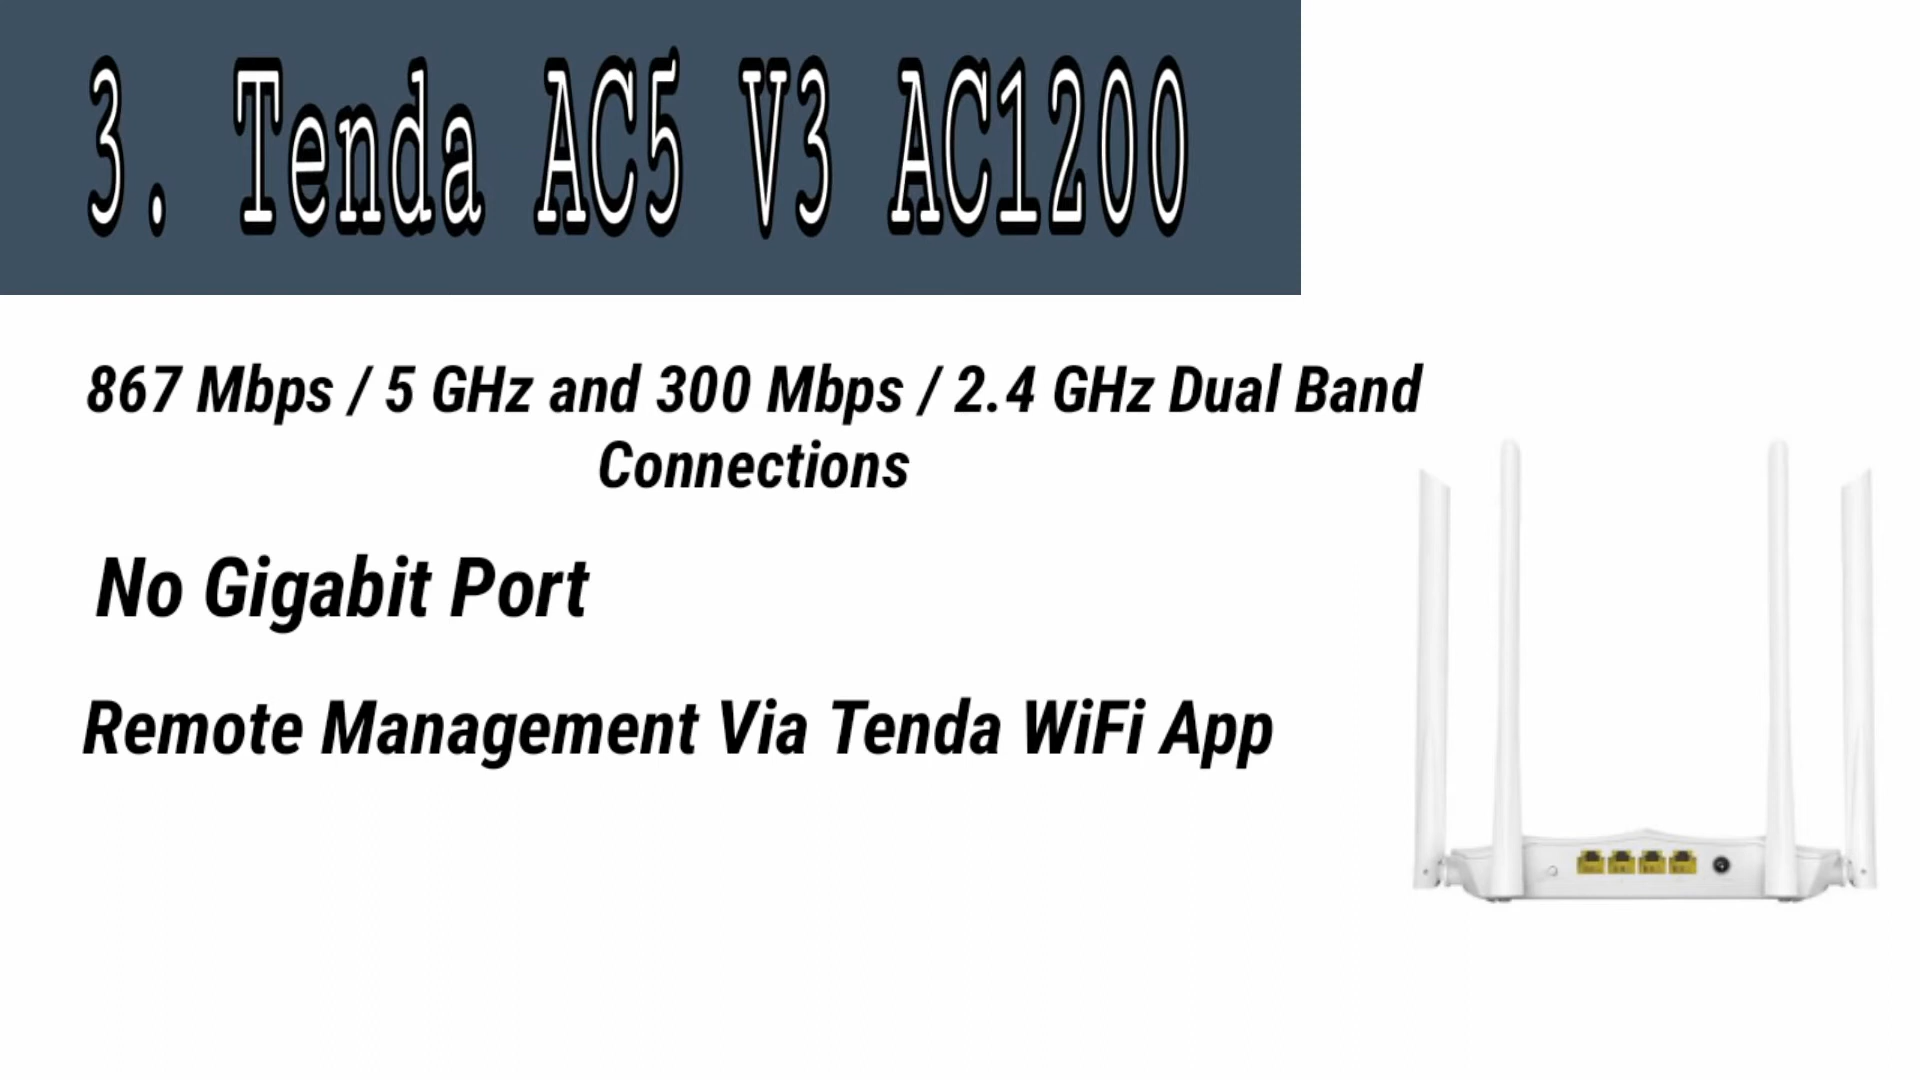 3. Tenda AC5 V3 AC1200
867 Mbps / 5 GHz and 300 Mbps / 2.4 GHz Dual Band
Connections
No Gigabit Port
Remote Management Via Tenda WiFi App